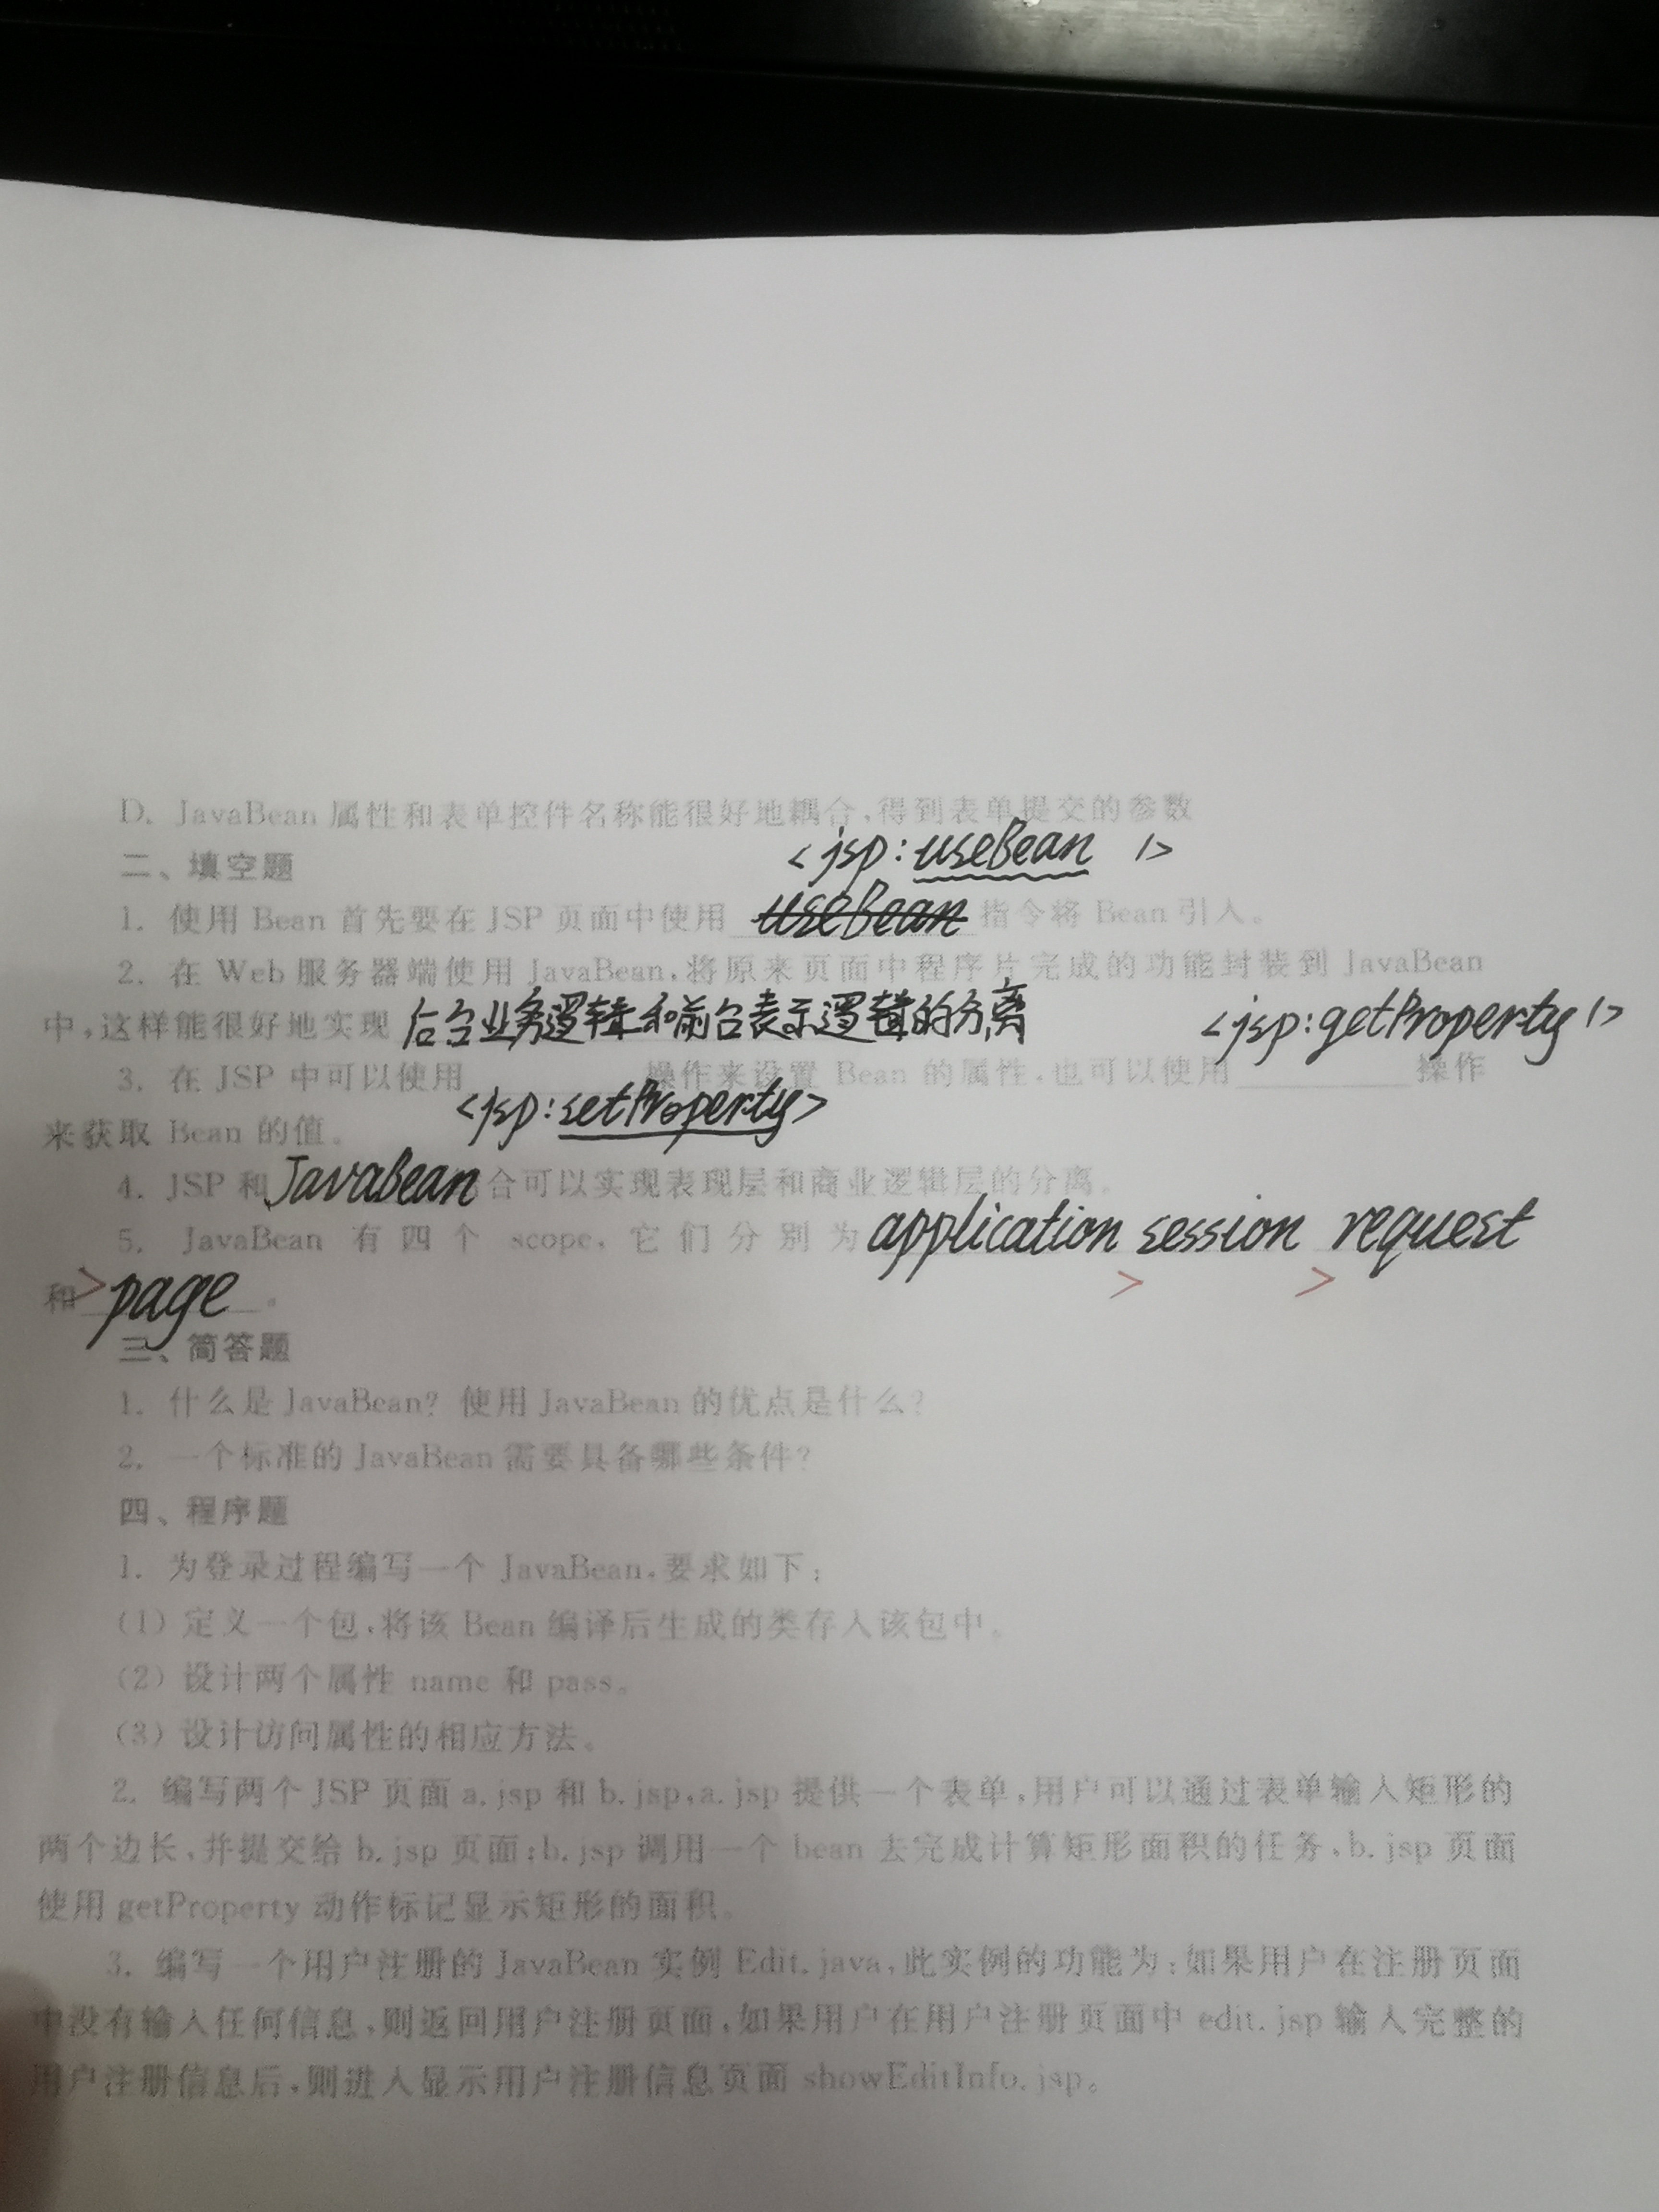 D. JavaBean 属性和表单控件名称能很好地耦合,得到表单提交的参数
二、填空题
<jsp:useBean />
1. 使用 Bean 首先要在 JSP 页面中使用 useBean 指令将 Bean 引入。
2. 在 Web 服务器端使用 JavaBean,将原来页面中程序片完成的功能封装到 JavaBean
中,这样能很好地实现 后台业务逻辑和前台表示逻辑的分离
<jsp:getProperty />
3. 在 JSP 中可以使用 操作来设置 Bean 的属性,也可以使用 操作
<jsp:setProperty>
来获取 Bean 的值。
4. JSP 和 JavaBean 合可以实现表现层和商业逻辑层的分离。
5. JavaBean 有四个 scope,它们分别为 application session request
> >
和 > page 。
三、简答题
1. 什么是 JavaBean? 使用 JavaBean 的优点是什么?
2. 一个标准的 JavaBean 需要具备哪些条件?
四、程序题
1. 为登录过程编写一个 JavaBean,要求如下:
(1) 定义一个包,将该 Bean 编译后生成的类存入该包中。
(2) 设计两个属性 name 和 pass。
(3) 设计访问属性的相应方法。
2. 编写两个 JSP 页面 a.jsp 和 b.jsp,a.jsp 提供一个表单,用户可以通过表单输入矩形的
两个边长,并提交给 b.jsp 页面;b.jsp 调用一个 bean 去完成计算矩形面积的任务,b.jsp 页面
使用 getProperty 动作标记显示矩形的面积。
3. 编写一个用户注册的 JavaBean 实例 Edit.java,此实例的功能为:如果用户在注册页面
中没有输入任何信息,则返回用户注册页面,如果用户在用户注册页面中 edit.jsp 输入完整的
用户注册信息后,则进入显示用户注册信息页面 showEditInfo.jsp。